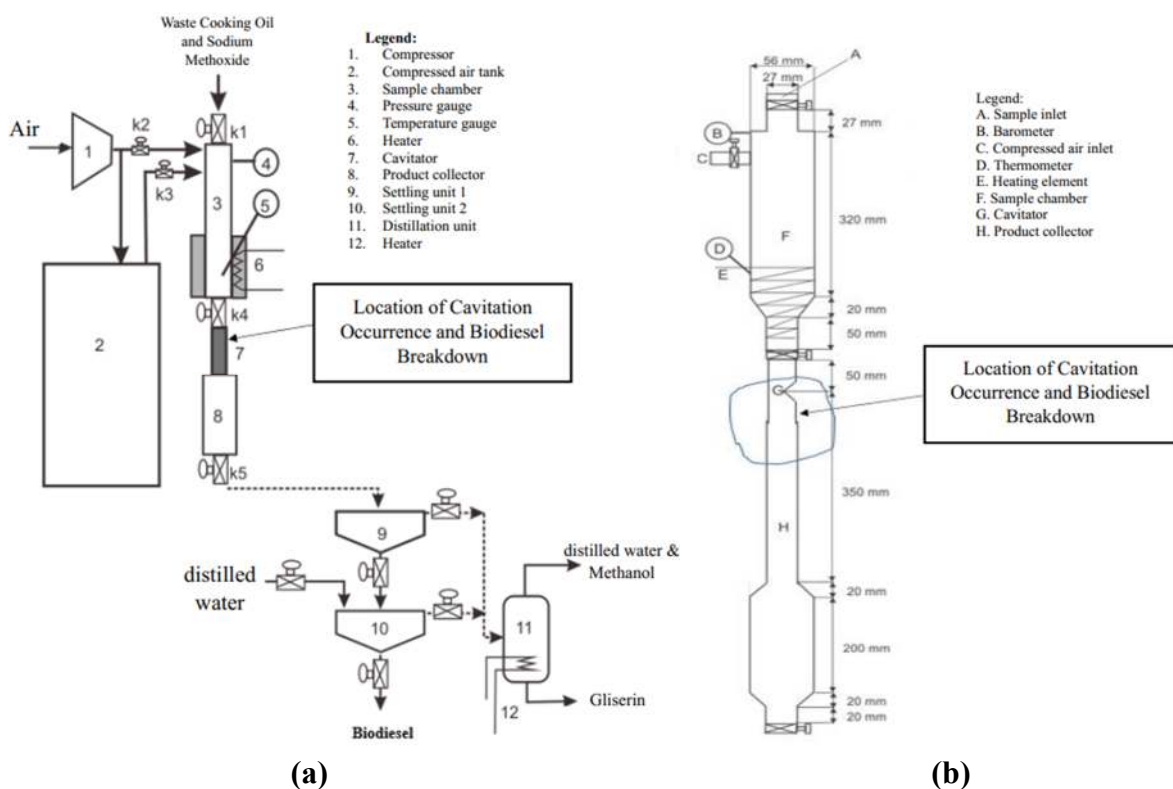 Waste Cooking Oil
and Sodium
Methoxide
Legend:
1. Compressor
2. Compressed air tank
3. Sample chamber
4. Pressure gauge
5. Temperature gauge
6. Heater
7. Cavitator
8. Product collector
9. Settling unit 1
10. Settling unit 2
11. Distillation unit
12. Heater
Air
k2
k1
1
4
k3
3
5
6
Location of Cavitation
Occurrence and Biodiesel
Breakdown
k4
2
7
8
k5
9
distilled
water
distilled water &
Methanol
10
11
Gliserin
12
Biodiesel
(a)
56 mm
A
27 mm
Legend:
A. Sample inlet
B. Barometer
C. Compressed air inlet
D. Thermometer
E. Heating element
F. Sample chamber
G. Cavitator
H. Product collector
27 mm
B
C
320 mm
F
D
E
20 mm
50 mm
50 mm
Location of Cavitation
Occurrence and Biodiesel
Breakdown
350 mm
H
20 mm
200 mm
20 mm
20 mm
(b)